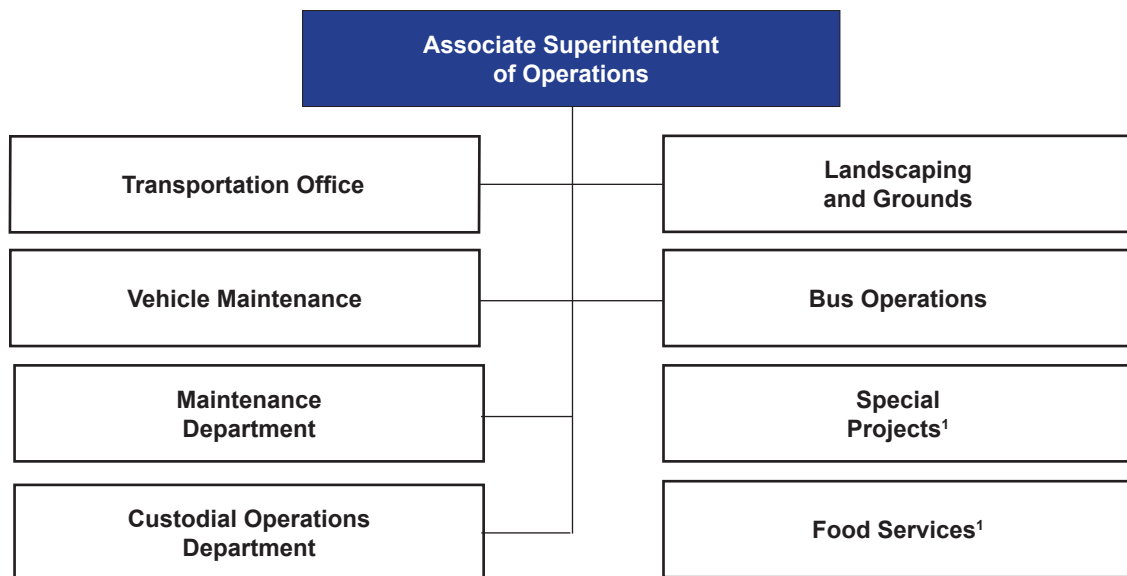 Associate Superintendent
of Operations
Transportation Office
Landscaping
and Grounds
Vehicle Maintenance
Bus Operations
Maintenance
Department
Special
Projects¹
Custodial Operations
Department
Food Services¹